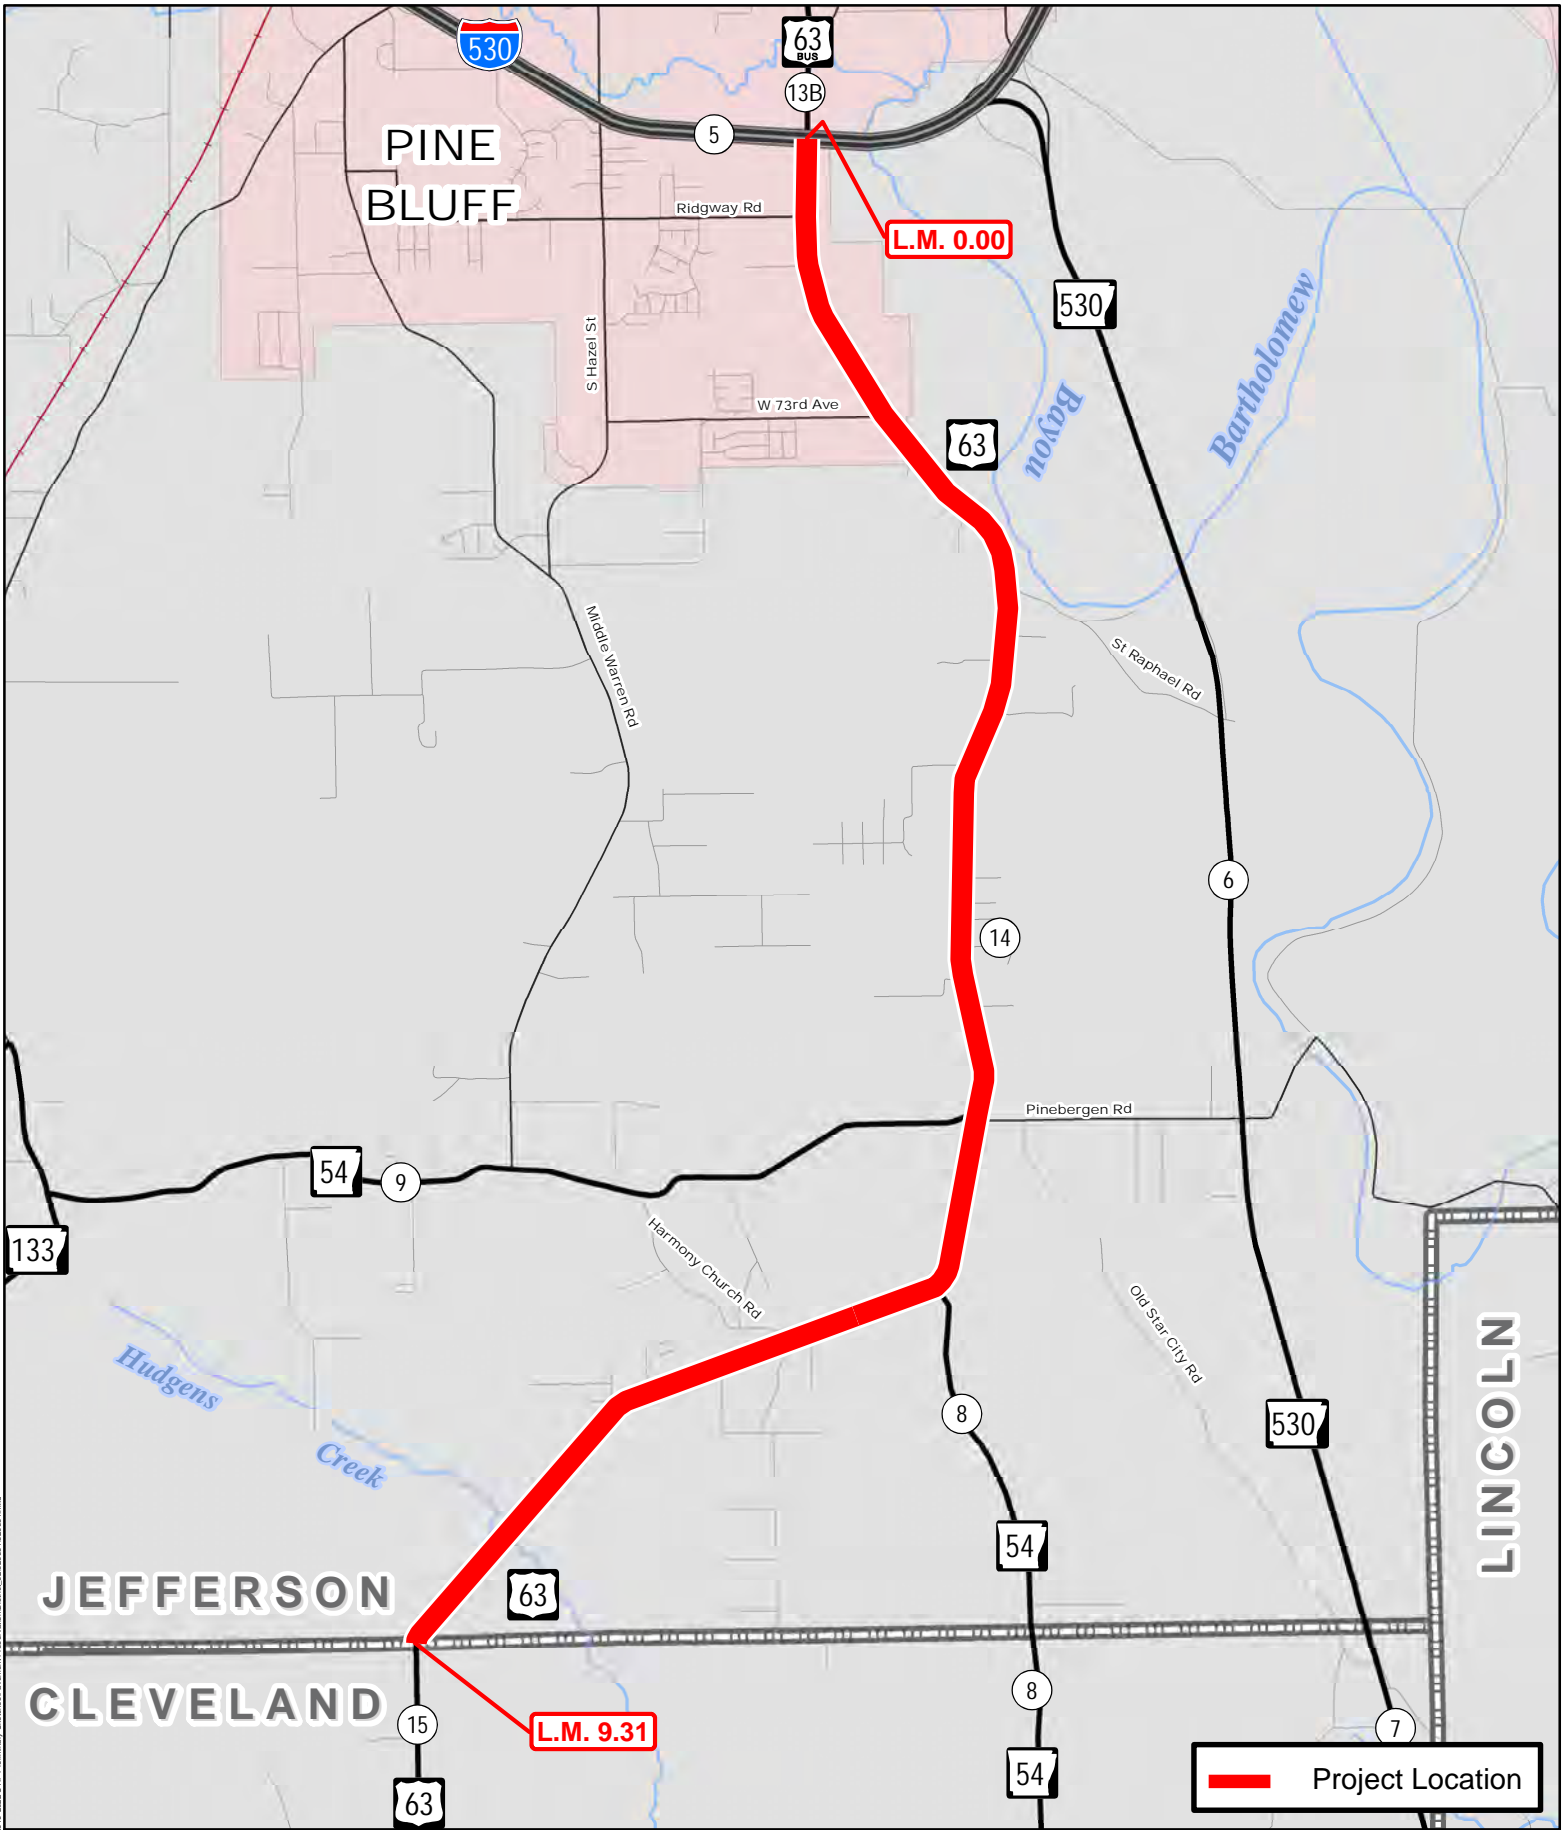 530
63
BUS
13B
5
PINE
BLUFF
Ridgway Rd
L.M. 0.00
530
S Hazel St
Bartholomew
Bayou
W 73rd Ave
63
Middle Warren Rd
St Raphael Rd
6
14
Pinebergen Rd
54
9
133
Harmony Church Rd
Old Star City Rd
Hudgens
Creek
8
530
LINCOLN
54
JEFFERSON
63
CLEVELAND
15
L.M. 9.31
8
7
54
63
Project Location